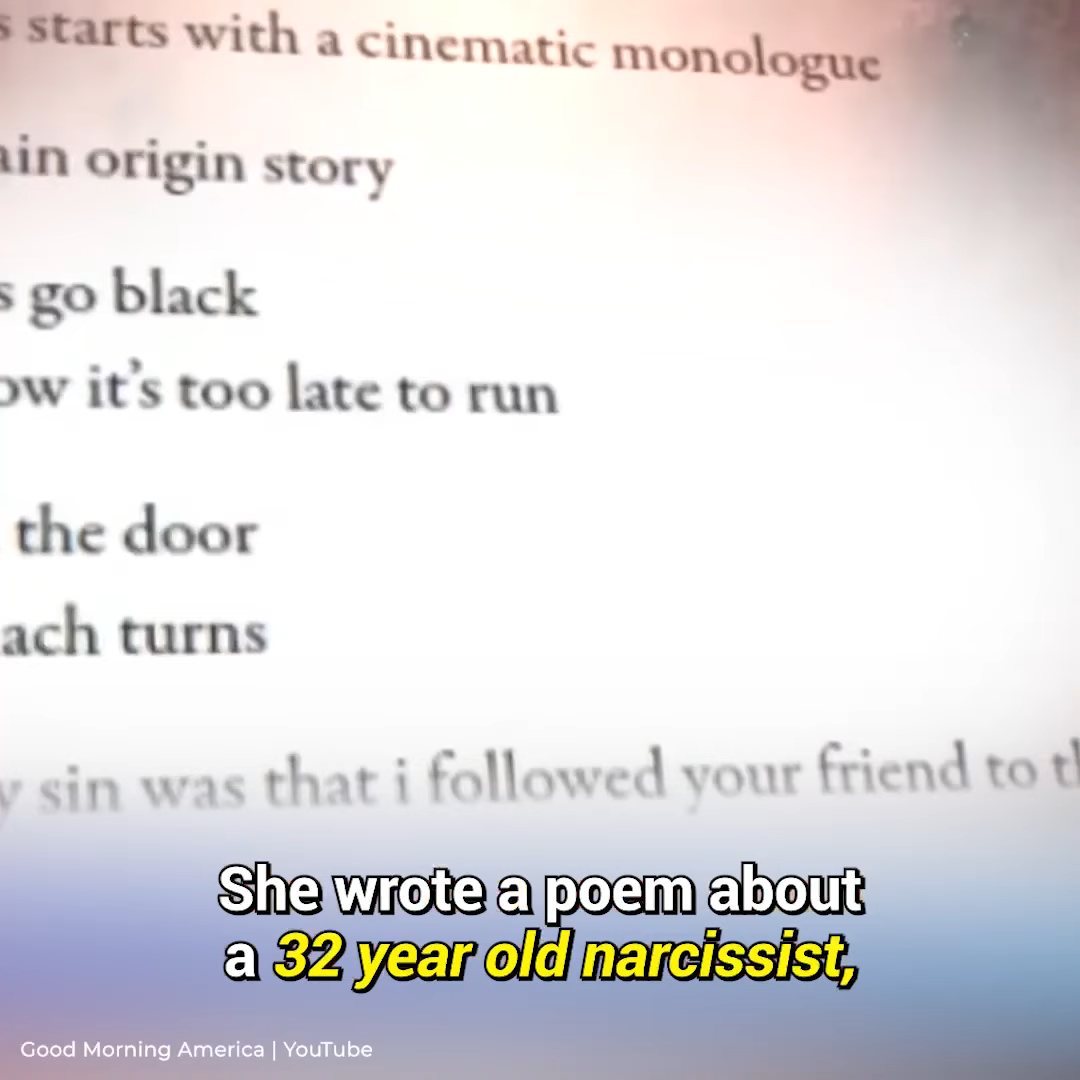 s starts with a cinematic monologue
ain origin story
s go black
ow it's too late to run
the door
ach turns
y sin was that i followed your friend to th
She wrote a poem about
a 32 year old narcissist,
Good Morning America | YouTube